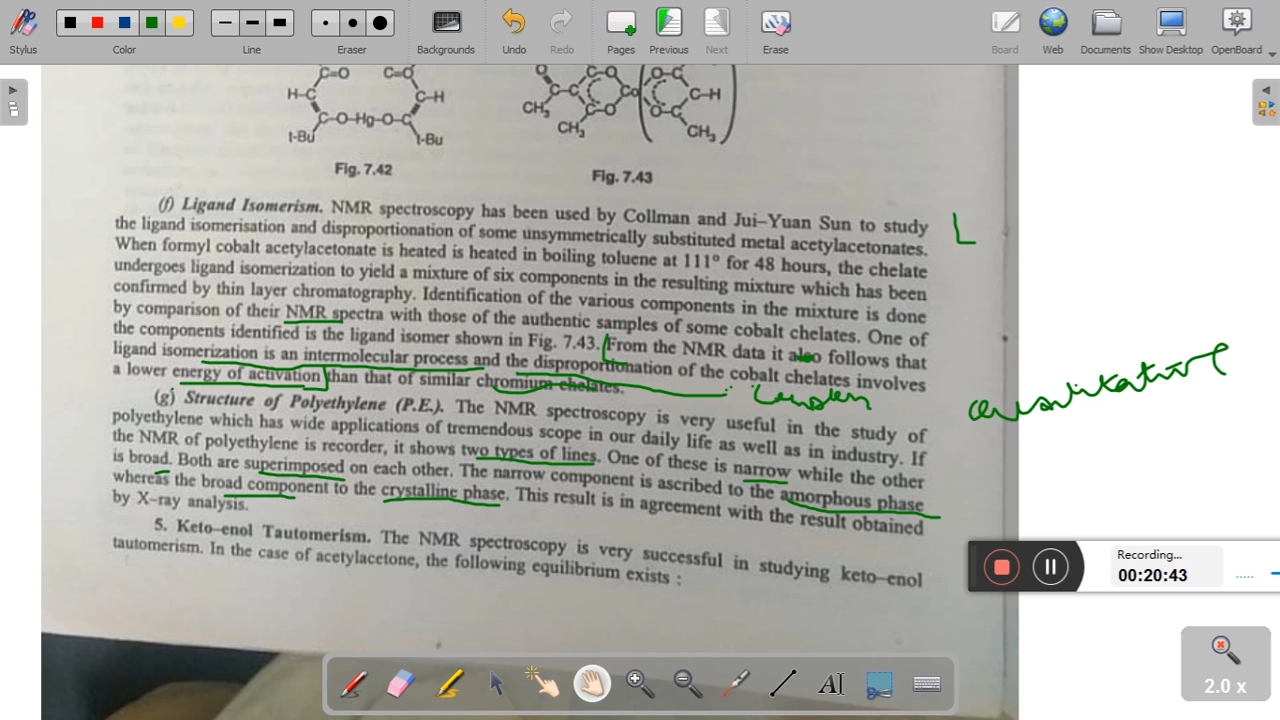 Stylus
Color
Line
Eraser
Backgrounds
Undo
Redo
Pages
Previous
Next
Erase
Board
Web
Documents
Show Desktop
OpenBoard
C=O C=O
H-C C-H
C-O-Hg-O-C
t-Bu t-Bu
O C-O O-C
C-C Co C-H
CH3 C-O O-C
CH3 CH3
Fig. 7.42
Fig. 7.43
(f) Ligand Isomerism. NMR spectroscopy has been used by Collman and Jui–Yuan Sun to study
the ligand isomerisation and disproportionation of some unsymmetrically substituted metal acetylacetonates.
When formyl cobalt acetylacetonate is heated is heated in boiling toluene at 111° for 48 hours, the chelate
undergoes ligand isomerization to yield a mixture of six components in the resulting mixture which has been
confirmed by thin layer chromatography. Identification of the various components in the mixture is done
by comparison of their NMR spectra with those of the authentic samples of some cobalt chelates. One of
the components identified is the ligand isomer shown in Fig. 7.43. From the NMR data it also follows that
ligand isomerization is an intermolecular process and the disproportionation of the cobalt chelates involves
a lower energy of activation than that of similar chromium chelates.
(g) Structure of Polyethylene (P.E.). The NMR spectroscopy is very useful in the study of
polyethylene which has wide applications of tremendous scope in our daily life as well as in industry. If
the NMR of polyethylene is recorder, it shows two types of lines. One of these is narrow while the other
is broad. Both are superimposed on each other. The narrow component is ascribed to the amorphous phase
whereas the broad component to the crystalline phase. This result is in agreement with the result obtained
by X-ray analysis.
5. Keto-enol Tautomerism. The NMR spectroscopy is very successful in studying keto–enol
tautomerism. In the case of acetylacetone, the following equilibrium exists :
L
Recording...
00:20:43
2.0 x